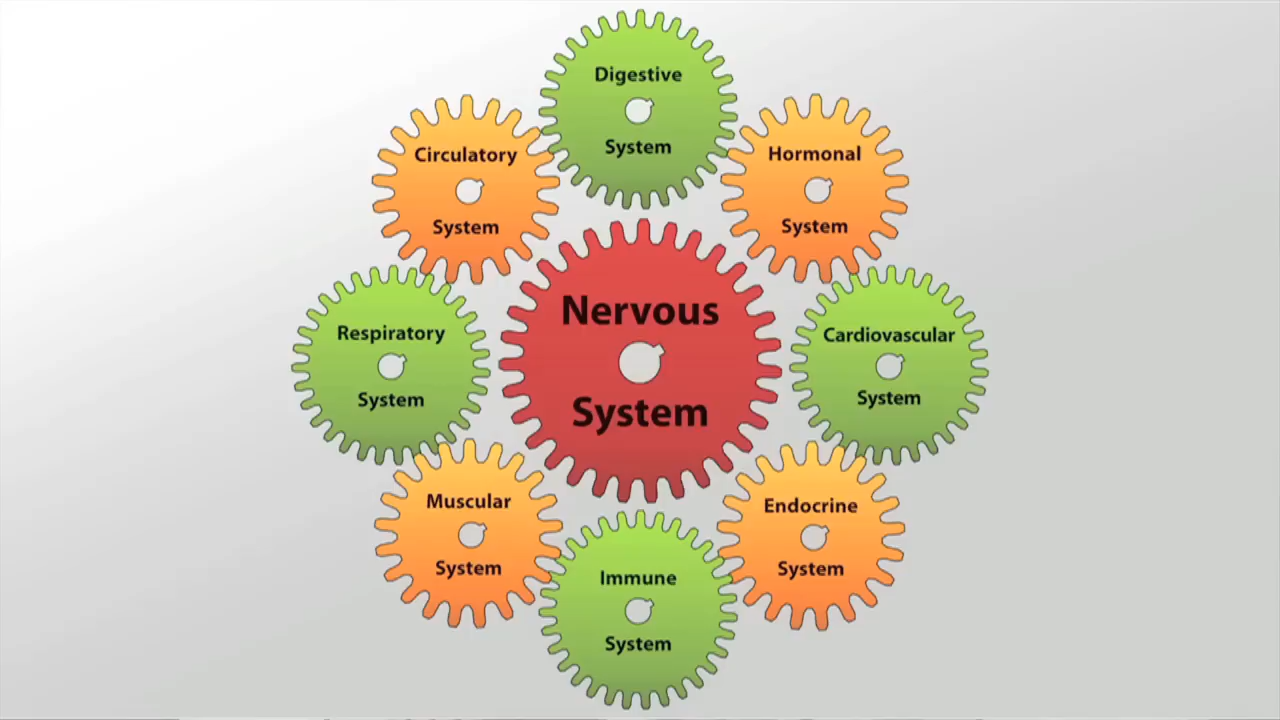 Digestive
System
Circulatory
System
Hormonal
System
Nervous
System
Respiratory
System
Cardiovascular
System
Muscular
System
Endocrine
System
Immune
System